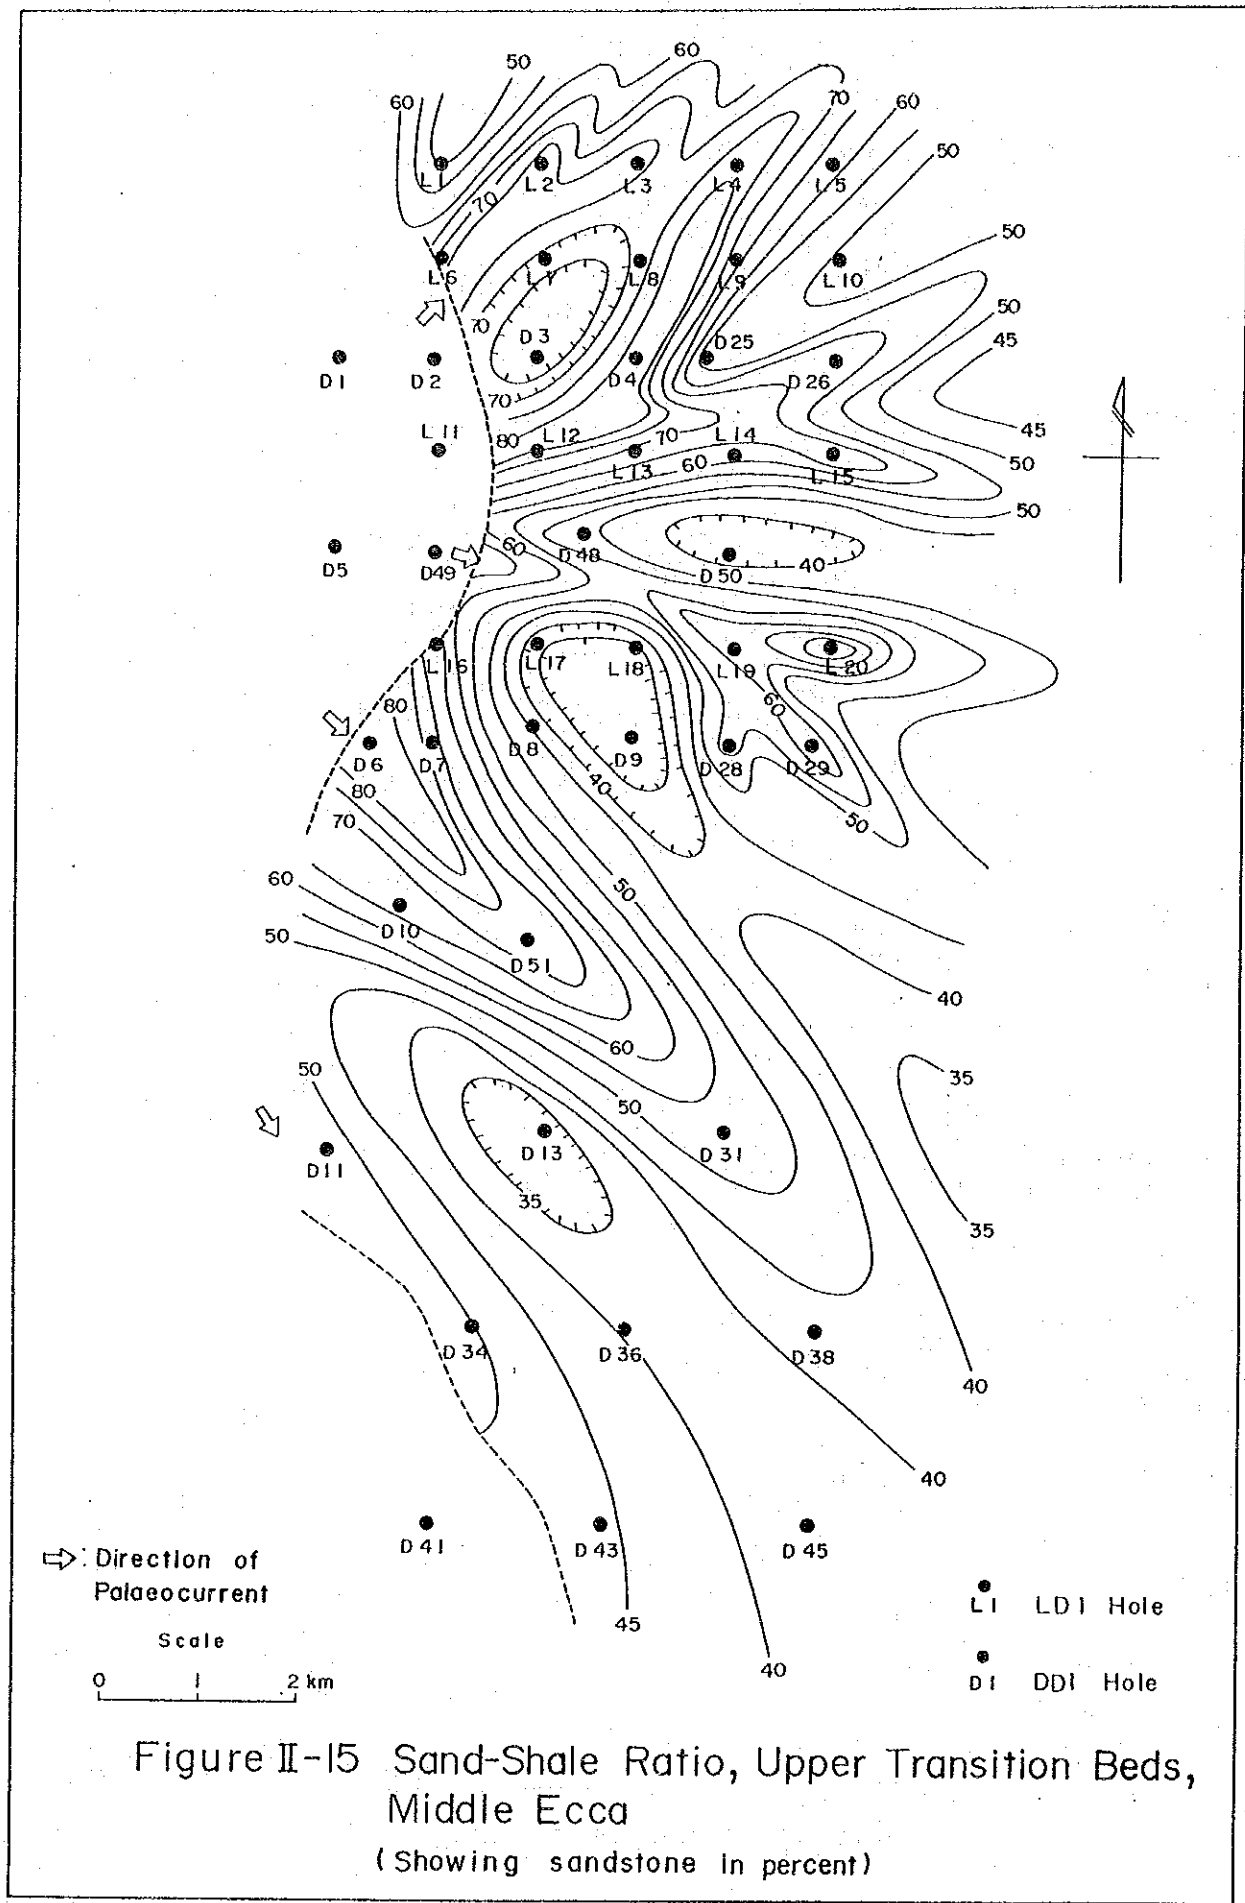 50
60
60
70
60
50
L1
L2
L3
L4
L5
70
50
L6
L7
L8
L9
L10
50
70
D3
D25
45
D1
D2
D4
D26
70
80
L11
L12
70
L14
45
L13
60
L15
50
50
60
D48
D5
D49
D50
40
L16
L17
L18
L19
L20
60
80
D6
D7
D8
D9
D28
D29
80
40
70
50
60
50
D10
50
D51
40
60
50
35
50
D13
D31
D11
35
35
D34
D36
D38
40
40
D41
D43
D45
: Direction of
Palaeocurrent
45
L1 LD1 Hole
Scale
40
0 1 2 km
D1 DD1 Hole
Figure II-15 Sand-Shale Ratio, Upper Transition Beds,
Middle Ecca
(Showing sandstone in percent)